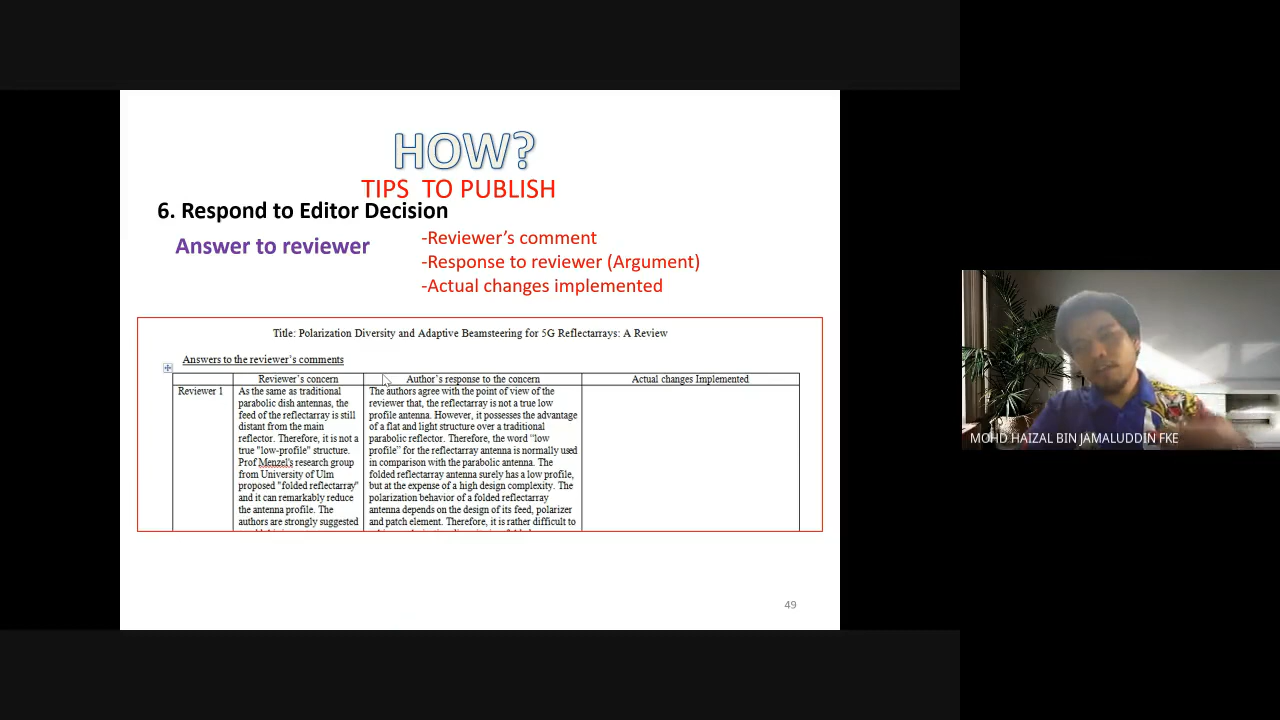 HOW?
TIPS TO PUBLISH
6. Respond to Editor Decision
Answer to reviewer
-Reviewer’s comment
-Response to reviewer (Argument)
-Actual changes implemented
Title: Polarization Diversity and Adaptive Beamsteering for 5G Reflectarrays: A Review
Answers to the reviewer’s comments
Reviewer’s concern
Author’s response to the concern
Actual changes Implemented
Reviewer 1
As the same as traditional
parabolic dish antennas, the
feed of the reflectarray is still
distant from the main
reflector. Therefore, it is not a
true "low-profile" structure.
Prof Menzel's research group
from University of Ulm
proposed "folded reflectarray"
and it can remarkably reduce
the antenna profile. The
authors are strongly suggested
The authors agree with the point of view of the
reviewer that, the reflectarray is not a true low
profile antenna. However, it possesses the advantage
of a flat and light structure over a traditional
parabolic reflector. Therefore, the word “low
profile” for the reflectarray antenna is normally used
in comparison with the parabolic antenna. The
folded reflectarray antenna surely has a low profile,
but at the expense of a high design complexity. The
polarization behavior of a folded reflectarray
antenna depends on the design of its feed, polarizer
and patch element. Therefore, it is rather difficult to
49
MOHD HAIZAL BIN JAMALUDDIN FKE